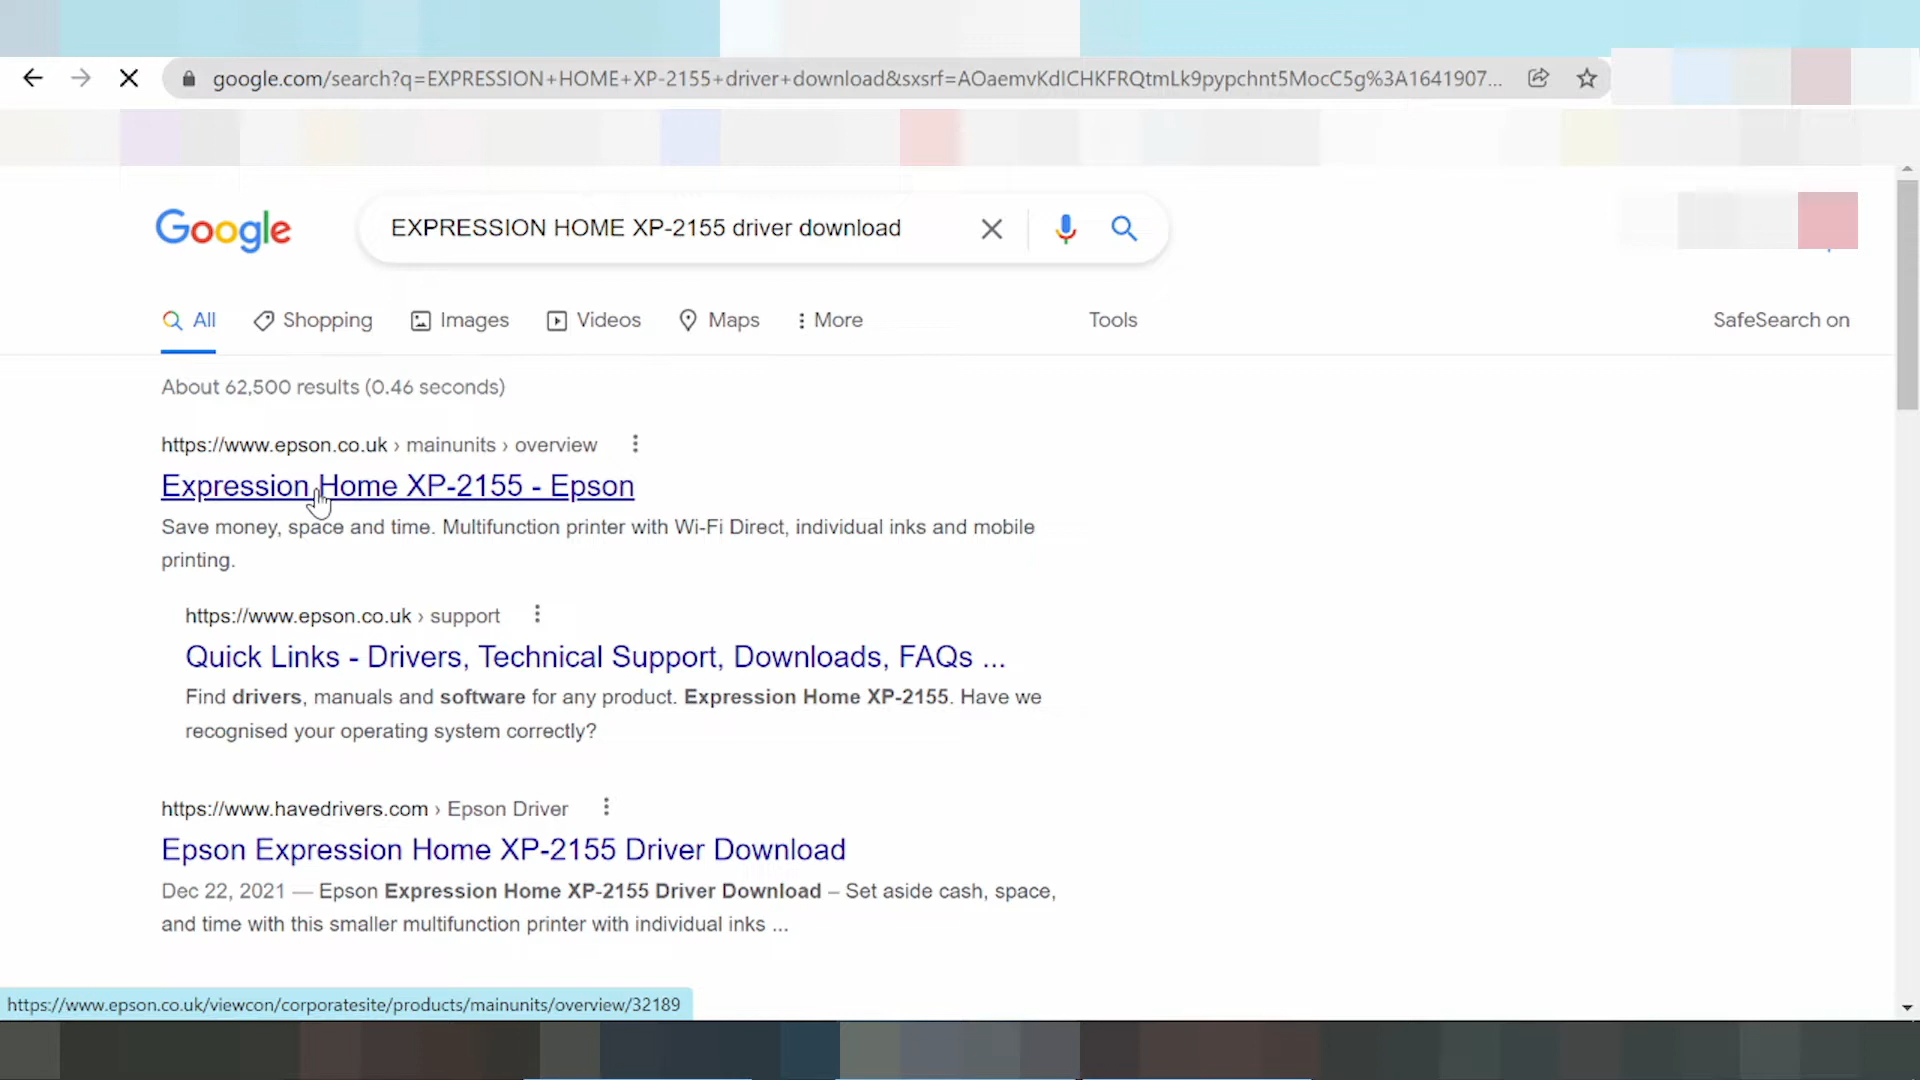 google.com/search?q=EXPRESSION+HOME+XP-2155+driver+download&sxsrf=AOaemvKdICHKFRQtmLk9pypchnt5MocC5g%3A1641907...
Google
EXPRESSION HOME XP-2155 driver download
All Shopping Images Videos Maps More Tools SafeSearch on
About 62,500 results (0.46 seconds)
https://www.epson.co.uk › mainunits › overview
Expression Home XP-2155 - Epson
Save money, space and time. Multifunction printer with Wi-Fi Direct, individual inks and mobile
printing.
https://www.epson.co.uk › support
Quick Links - Drivers, Technical Support, Downloads, FAQs ...
Find drivers, manuals and software for any product. Expression Home XP-2155. Have we
recognised your operating system correctly?
https://www.havedrivers.com › Epson Driver
Epson Expression Home XP-2155 Driver Download
Dec 22, 2021 — Epson Expression Home XP-2155 Driver Download – Set aside cash, space,
and time with this smaller multifunction printer with individual inks ...
https://www.epson.co.uk/viewcon/corporatesite/products/mainunits/overview/32189